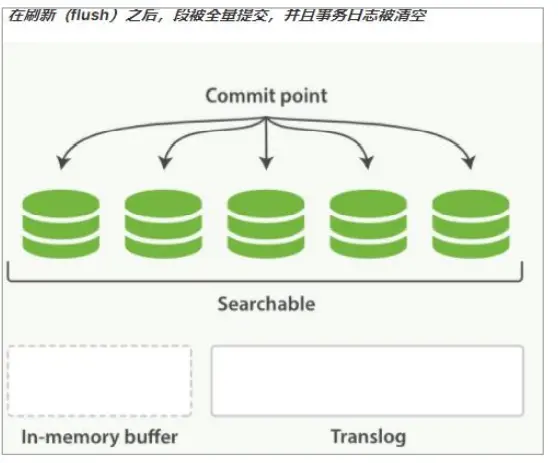 在刷新（flush）之后，段被全量提交，并且事务日志被清空
Commit point
Searchable
In-memory buffer
Translog